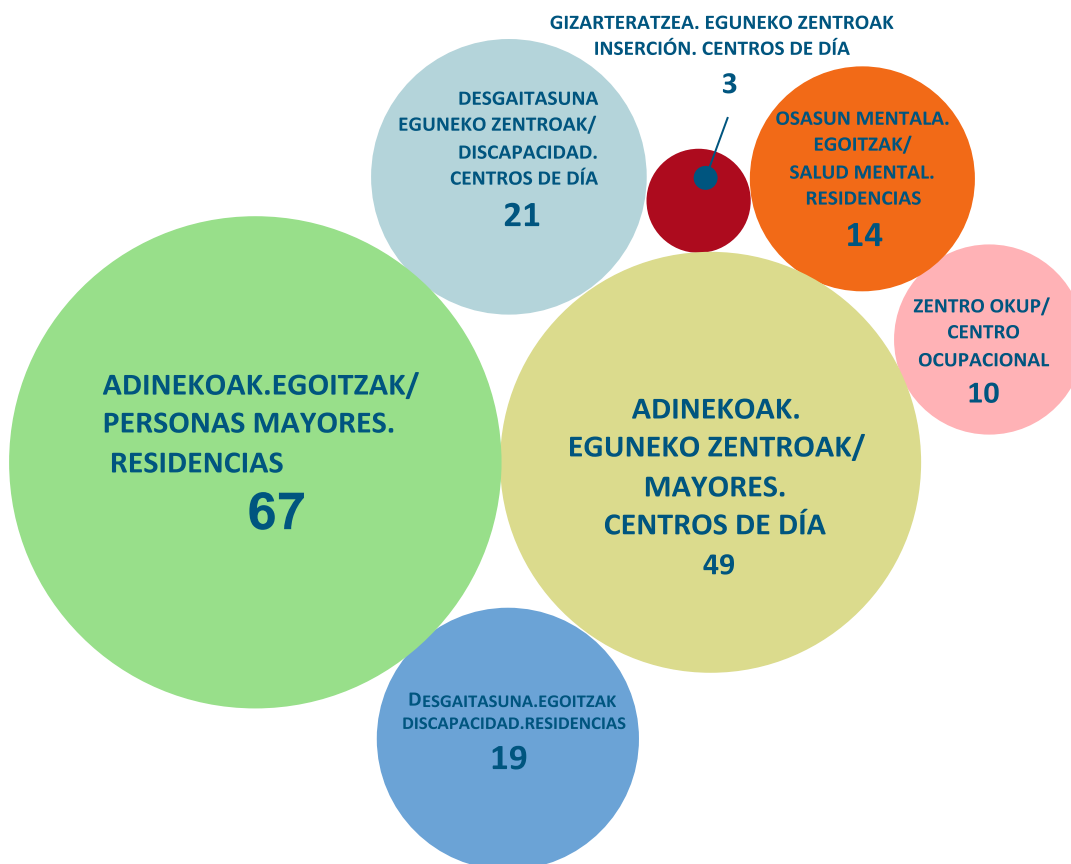 GIZARTERATZEA. EGUNEKO ZENTROAK
INSERCIÓN. CENTROS DE DÍA
3
DESGAITASUNA
EGUNEKO ZENTROAK/
DISCAPACIDAD.
CENTROS DE DÍA
21
OSASUN MENTALA.
EGOITZAK/
SALUD MENTAL.
RESIDENCIAS
14
ZENTRO OKUP/
CENTRO
OCUPACIONAL
10
ADINEKOAK.EGOITZAK/
PERSONAS MAYORES.
RESIDENCIAS
67
ADINEKOAK.
EGUNEKO ZENTROAK/
MAYORES.
CENTROS DE DÍA
49
DESGAITASUNA.EGOITZAK
DISCAPACIDAD.RESIDENCIAS
19